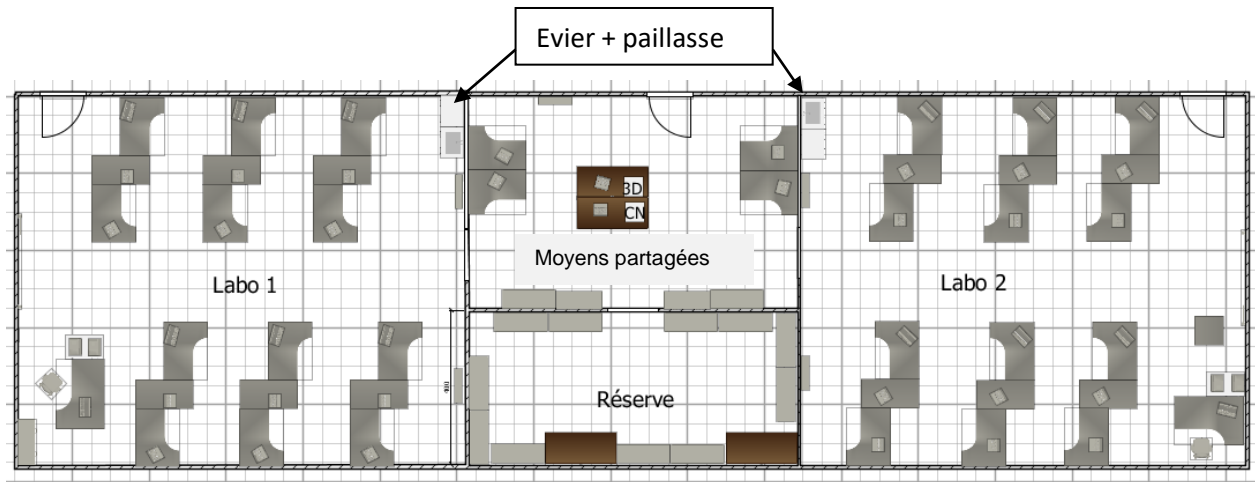 Evier + paillasse
3D
CN
Moyens partagées
Labo 1
Labo 2
Réserve